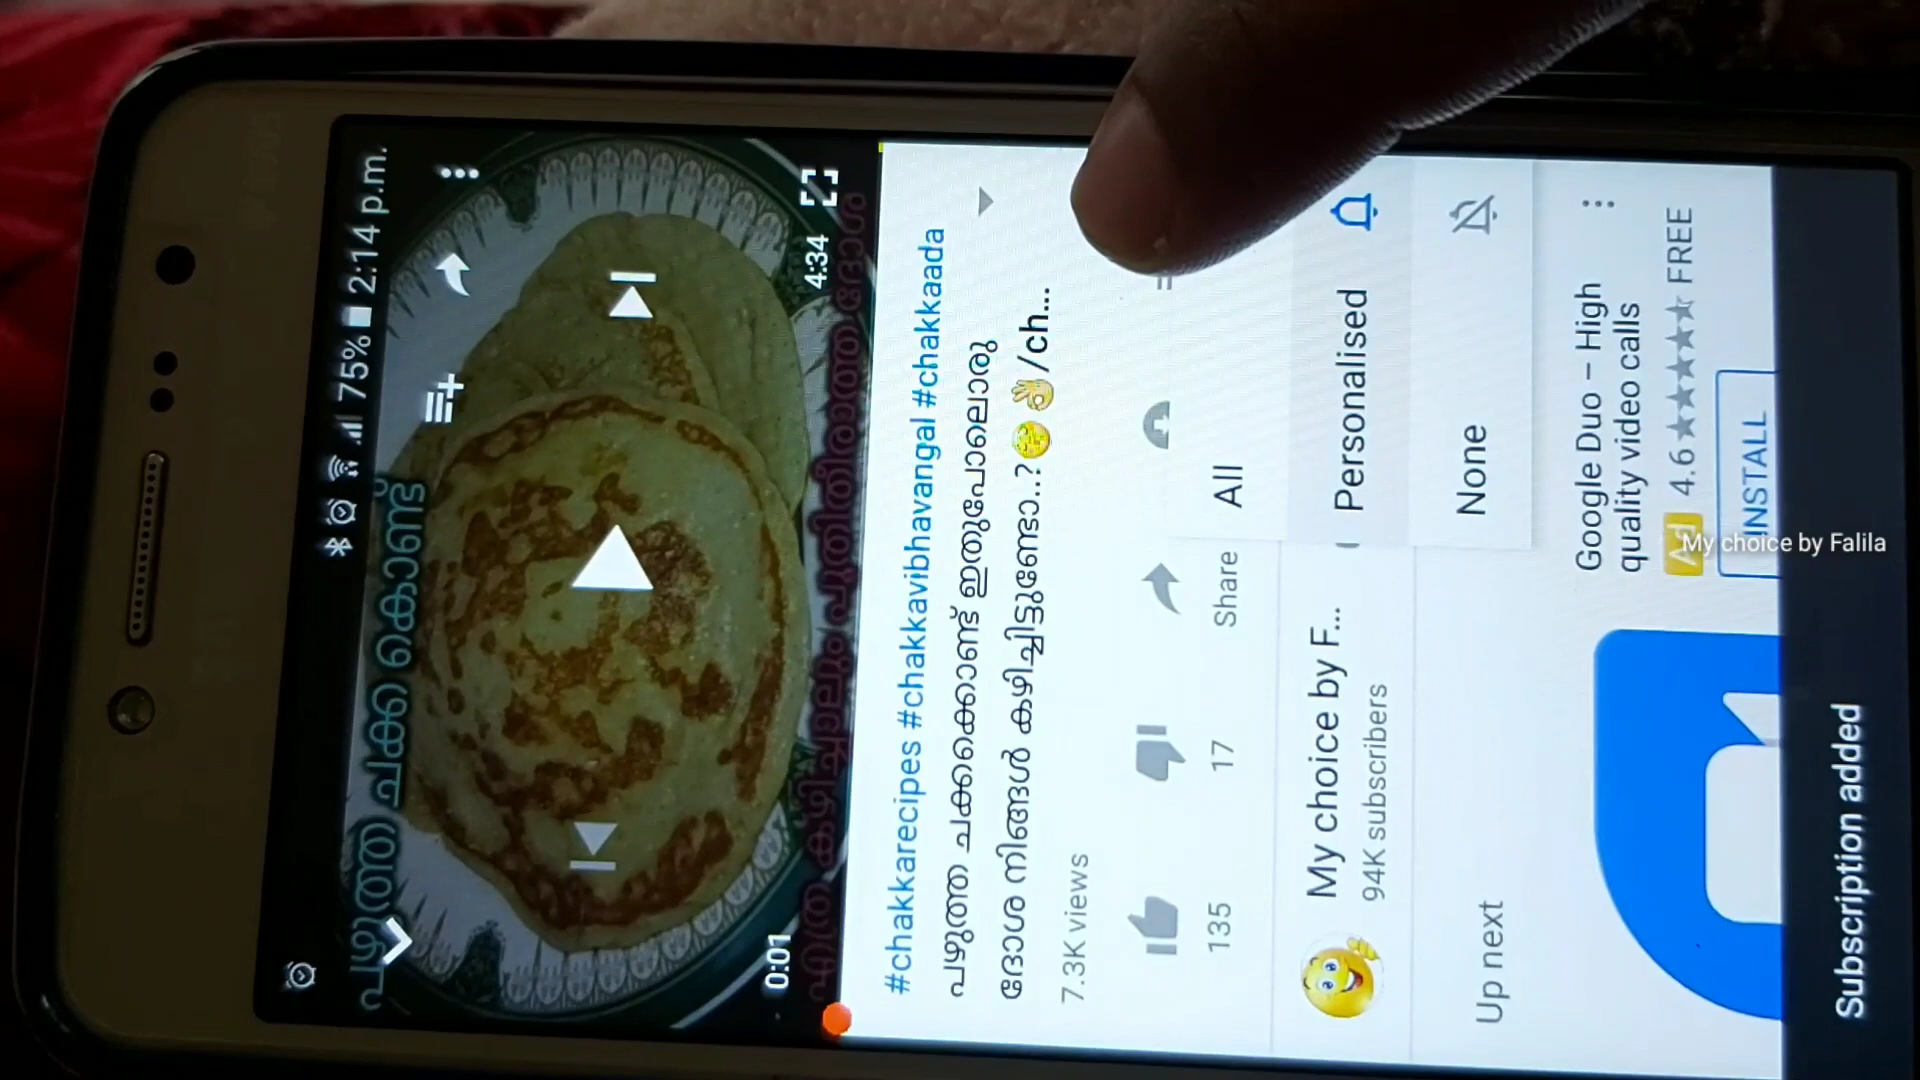 75% 2:14 p.m.
പഴുത്ത ചക്ക കൊണ്ട്
0:01
4:34
#chakkarecipes #chakkavibhavangal #chakkaada
പഴുത്ത ചക്കക്കൊണ്ട് ഇതുപോലൊരു
ദോശ നിങ്ങൾ കഴിച്ചിട്ടുണ്ടോ..?😋👌/ch...
7.3K views
135
17
Share
All
Personalised
None
My choice by F...
94K subscribers
Up next
Google Duo – High
quality video calls
Ad 4.6 FREE
INSTALL
Subscription added
My choice by Falila